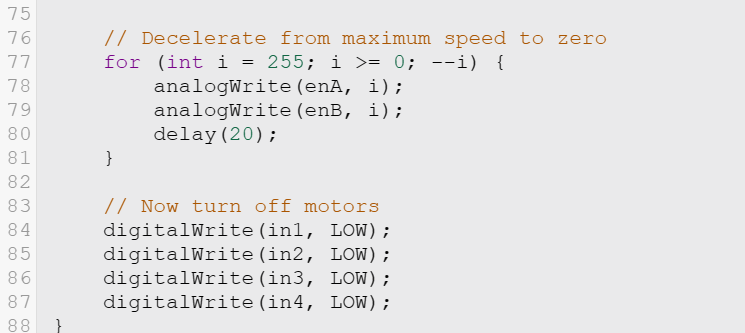 75
76 // Decelerate from maximum speed to zero
77 for (int i = 255; i >= 0; --i) {
78 analogWrite(enA, i);
79 analogWrite(enB, i);
80 delay(20);
81 }
82
83 // Now turn off motors
84 digitalWrite(in1, LOW);
85 digitalWrite(in2, LOW);
86 digitalWrite(in3, LOW);
87 digitalWrite(in4, LOW);
88 }